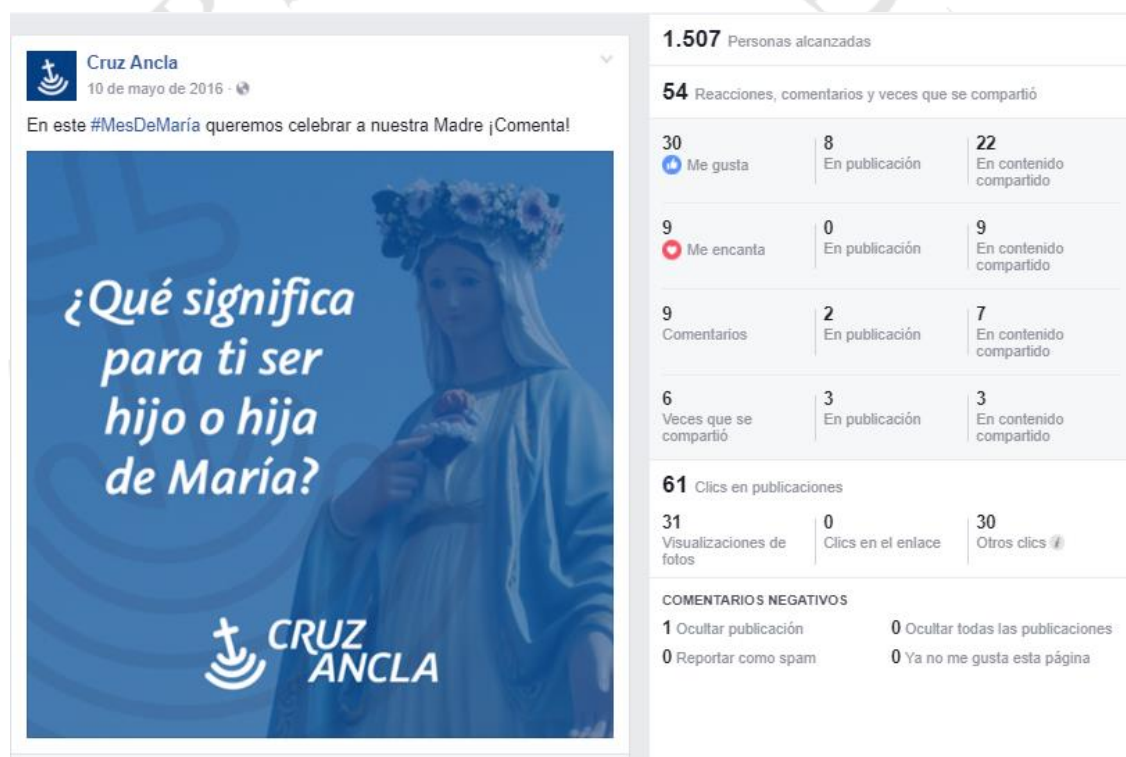 Cruz Ancla
10 de mayo de 2016
En este #MesDeMaría queremos celebrar a nuestra Madre ¡Comenta!
¿Qué significa
para ti ser
hijo o hija
de María?
CRUZ
ANCLA
1.507 Personas alcanzadas
54 Reacciones, comentarios y veces que se compartió
30
Me gusta
8
En publicación
22
En contenido
compartido
9
Me encanta
0
En publicación
9
En contenido
compartido
9
Comentarios
2
En publicación
7
En contenido
compartido
6
Veces que se
compartió
3
En publicación
3
En contenido
compartido
61 Clics en publicaciones
31
Visualizaciones de
fotos
0
Clics en el enlace
30
Otros clics
COMENTARIOS NEGATIVOS
1 Ocultar publicación
0 Ocultar todas las publicaciones
0 Reportar como spam
0 Ya no me gusta esta página